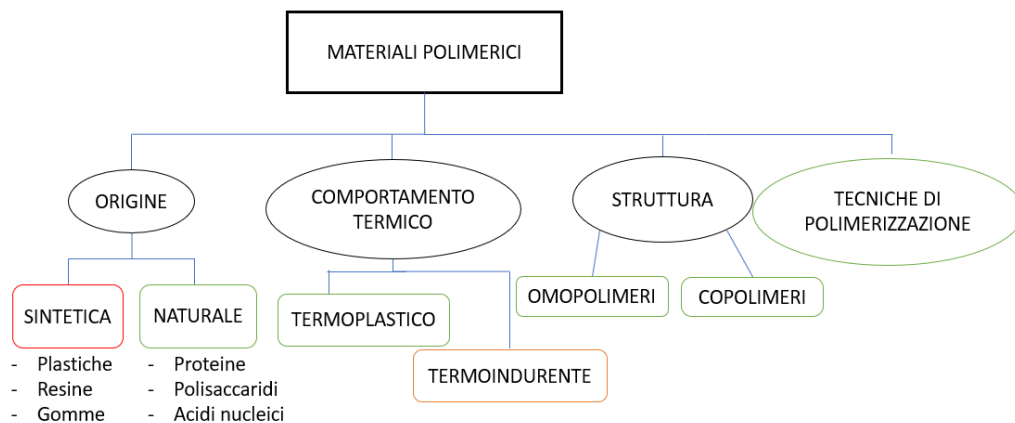 MATERIALI POLIMERICI
ORIGINE
COMPORTAMENTO
TERMICO
STRUTTURA
TECNICHE DI
POLIMERIZZAZIONE
SINTETICA
- Plastiche
- Resine
- Gomme
NATURALE
- Proteine
- Polisaccaridi
- Acidi nucleici
TERMOPLASTICO
TERMOINDURENTE
OMOPOLIMERI
COPOLIMERI